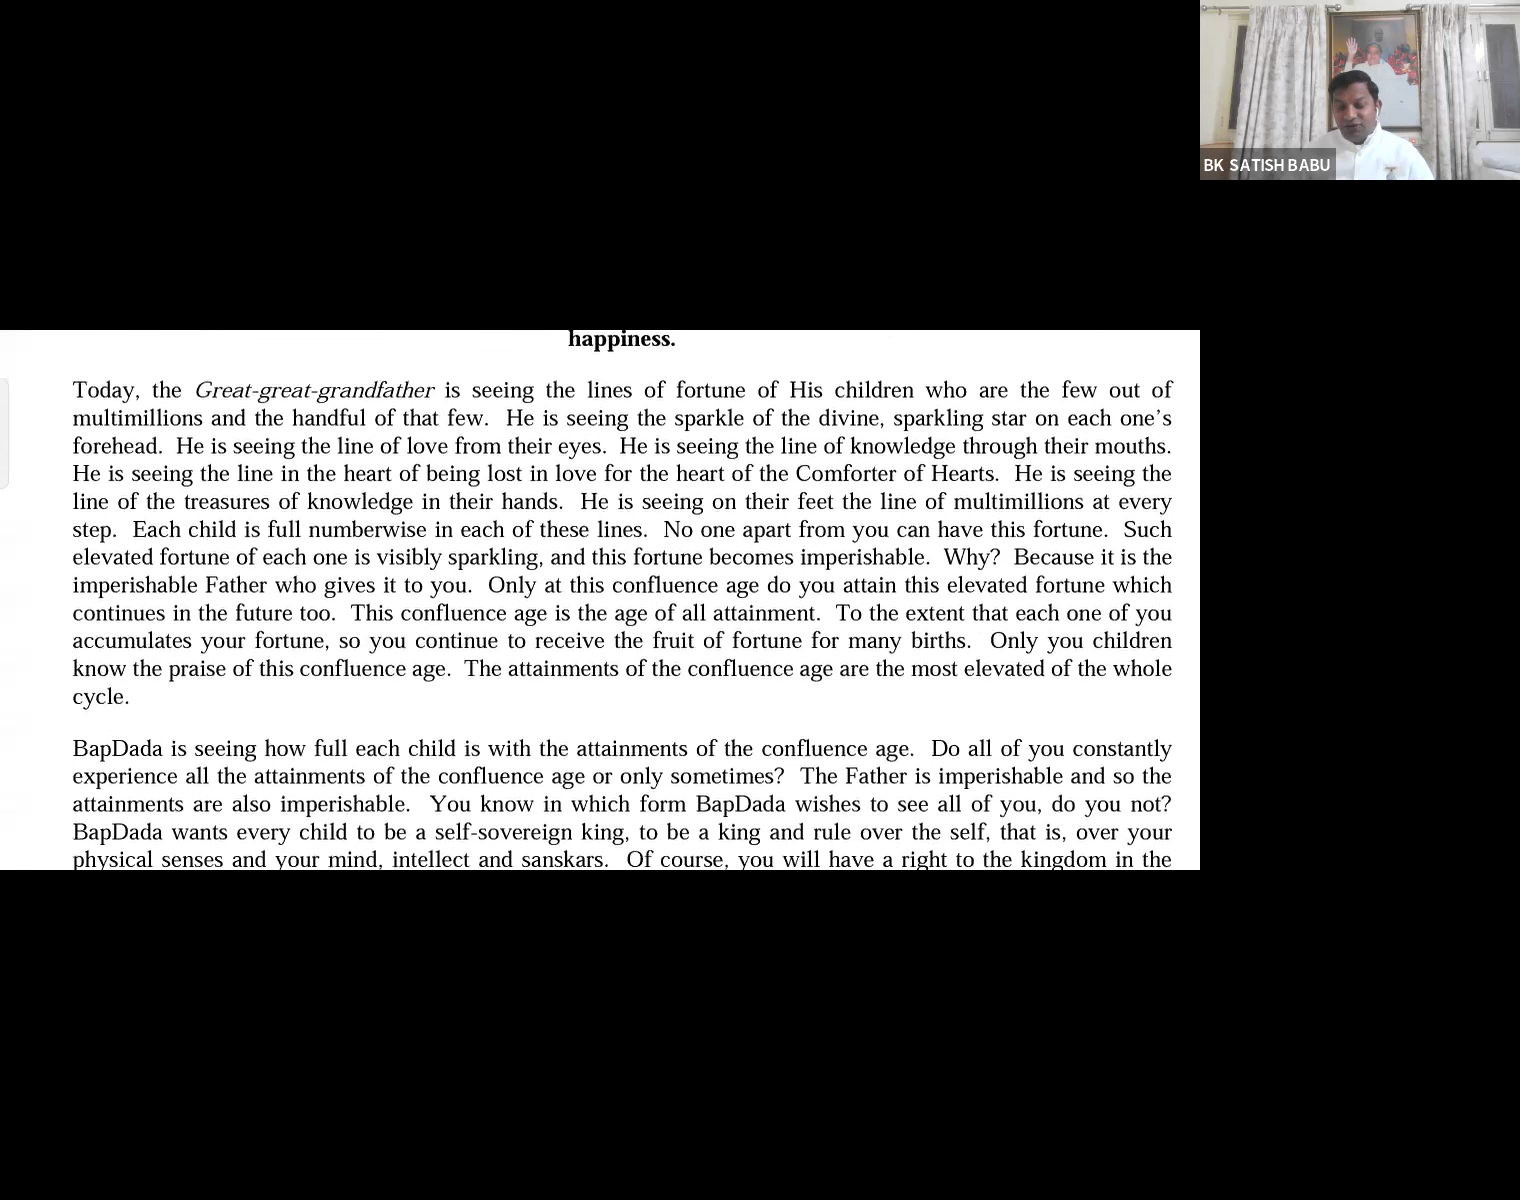 BK SATISH BABU
happiness.
Today, the Great-great-grandfather is seeing the lines of fortune of His children who are the few out of
multimillions and the handful of that few. He is seeing the sparkle of the divine, sparkling star on each one’s
forehead. He is seeing the line of love from their eyes. He is seeing the line of knowledge through their mouths.
He is seeing the line in the heart of being lost in love for the heart of the Comforter of Hearts. He is seeing the
line of the treasures of knowledge in their hands. He is seeing on their feet the line of multimillions at every
step. Each child is full numberwise in each of these lines. No one apart from you can have this fortune. Such
elevated fortune of each one is visibly sparkling, and this fortune becomes imperishable. Why? Because it is the
imperishable Father who gives it to you. Only at this confluence age do you attain this elevated fortune which
continues in the future too. This confluence age is the age of all attainment. To the extent that each one of you
accumulates your fortune, so you continue to receive the fruit of fortune for many births. Only you children
know the praise of this confluence age. The attainments of the confluence age are the most elevated of the whole
cycle.
BapDada is seeing how full each child is with the attainments of the confluence age. Do all of you constantly
experience all the attainments of the confluence age or only sometimes? The Father is imperishable and so the
attainments are also imperishable. You know in which form BapDada wishes to see all of you, do you not?
BapDada wants every child to be a self-sovereign king, to be a king and rule over the self, that is, over your
physical senses and your mind, intellect and sanskars. Of course, you will have a right to the kingdom in the